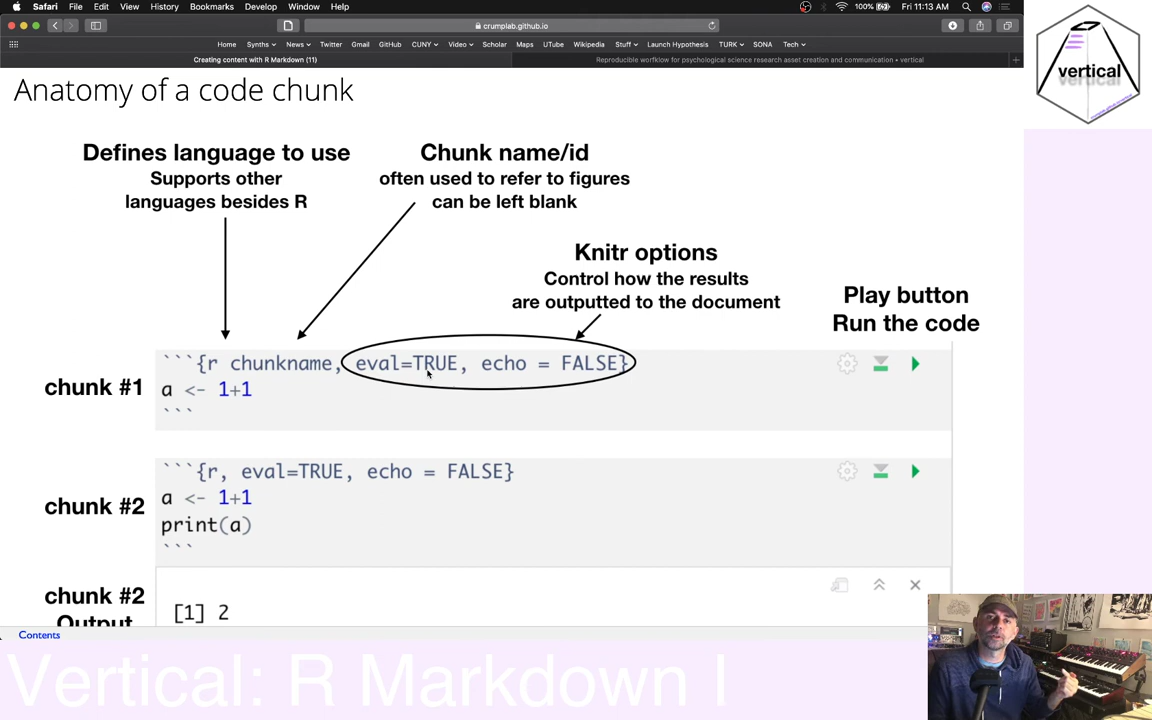 Safari File Edit View History Bookmarks Develop Window Help
100% Fri 11:13 AM
crumplab.github.io
Home Synths News Twitter Gmail GitHub CUNY Video Scholar Maps UTube Wikipedia Stuff Launch Hypothesis TURK SONA Tech
Creating content with R Markdown (11)
Reproducible worfklow for psychological science research asset creation and communication • vertical
vertical
Anatomy of a code chunk
Defines language to use
Supports other
languages besides R
Chunk name/id
often used to refer to figures
can be left blank
Knitr options
Control how the results
are outputted to the document
Play button
Run the code
chunk #1
```{r chunkname, eval=TRUE, echo = FALSE}
a <- 1+1
```
chunk #2
```{r, eval=TRUE, echo = FALSE}
a <- 1+1
print(a)
```
chunk #2
Output
[1] 2
Contents
Vertical: R Markdown I